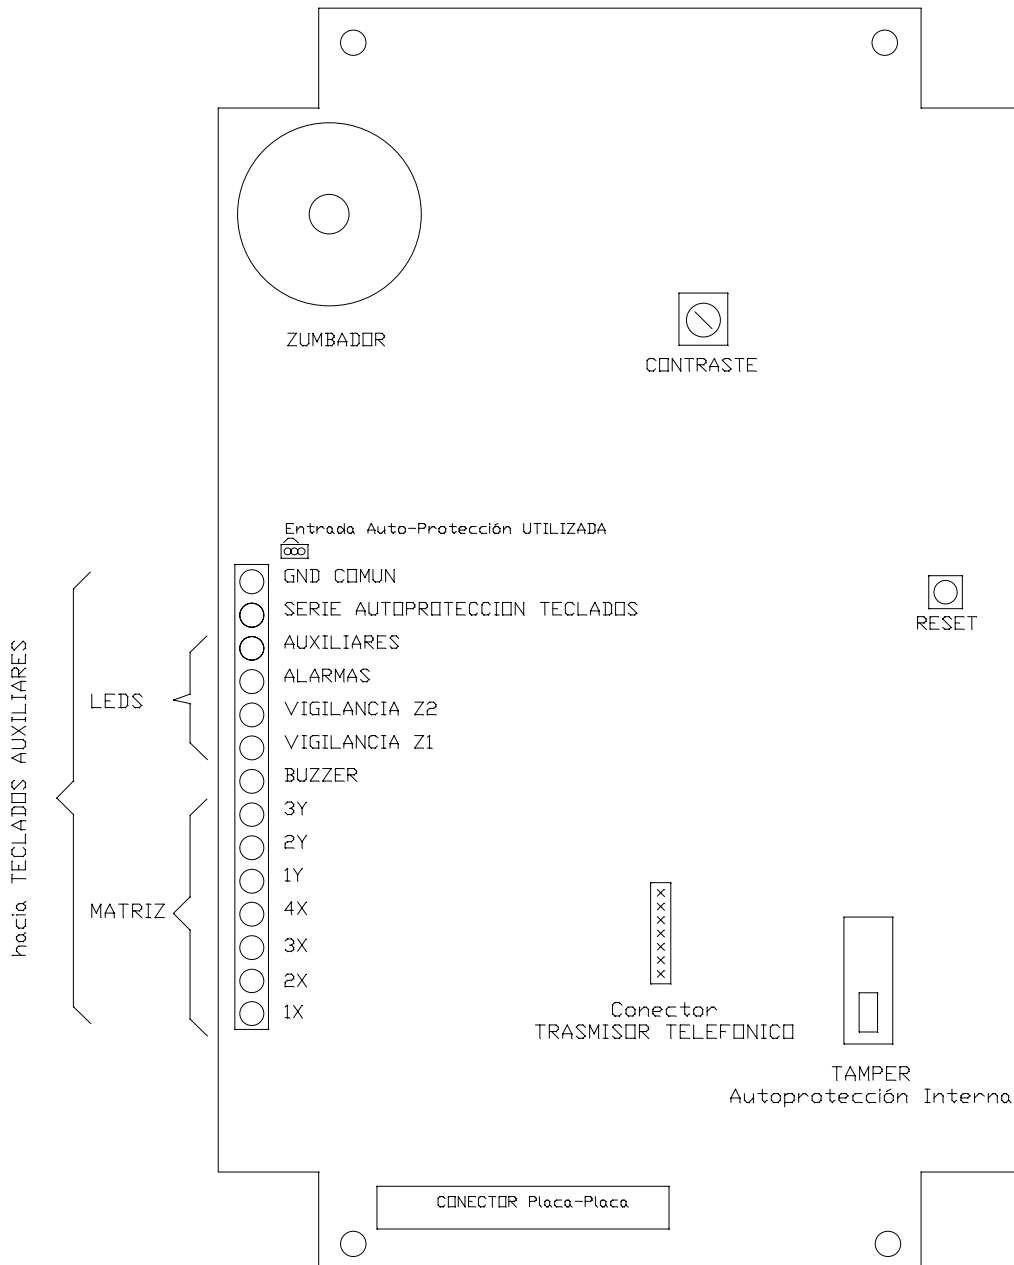 ZUMBADOR
CONTRASTE
Entrada Auto-Protección UTILIZADA
GND COMUN
SERIE AUTOPROTECCION TECLADOS
AUXILIARES
ALARMAS
VIGILANCIA Z2
VIGILANCIA Z1
BUZZER
3Y
2Y
1Y
4X
3X
2X
1X
LEDS
MATRIZ
hacia TECLADOS AUXILIARES
RESET
Conector
TRASMISOR TELEFONICO
TAMPER
Autoprotección Interna
CONECTOR Placa-Placa